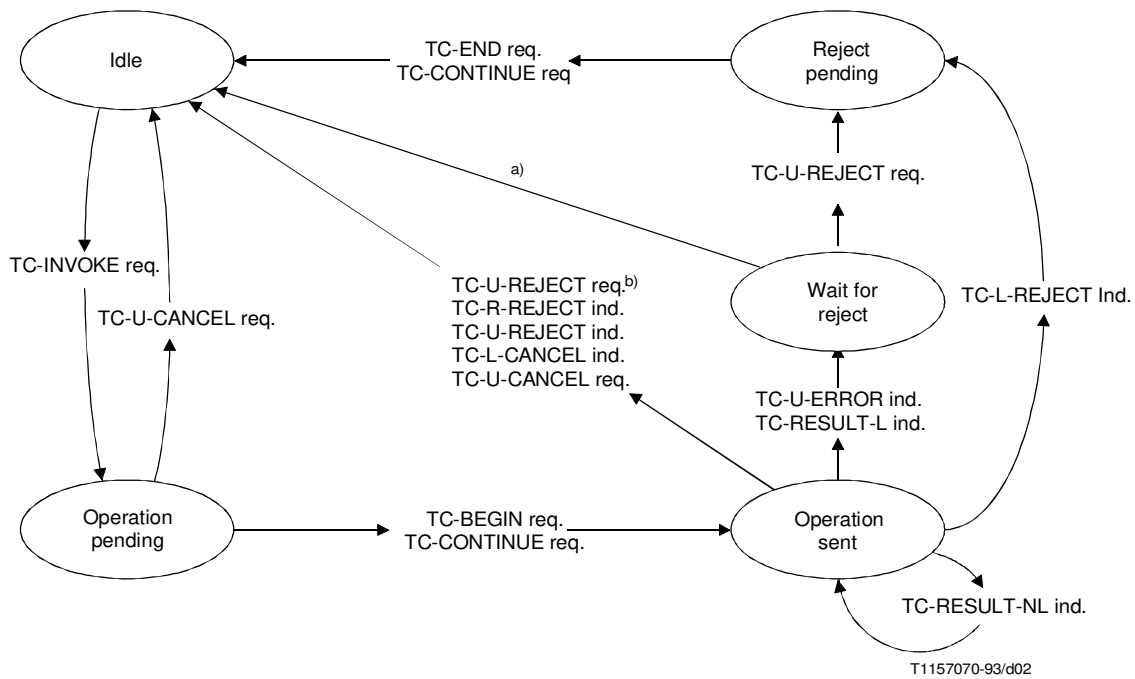 Idle
TC-END req.
TC-CONTINUE req
Reject
pending
a)
TC-U-REJECT req.
TC-INVOKE req.
TC-U-CANCEL req.
TC-U-REJECT req.b)
TC-R-REJECT ind.
TC-U-REJECT ind.
TC-L-CANCEL ind.
TC-U-CANCEL req.
Wait for
reject
TC-L-REJECT Ind.
TC-U-ERROR ind.
TC-RESULT-L ind.
Operation
pending
TC-BEGIN req.
TC-CONTINUE req.
Operation
sent
TC-RESULT-NL ind.
T1157070-93/d02